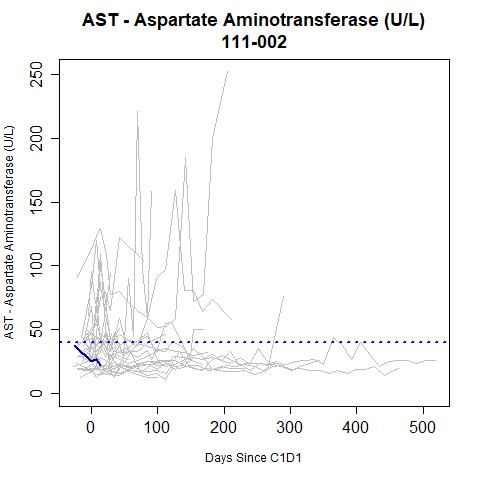 AST - Aspartate Aminotransferase (U/L)
111-002
AST - Aspartate Aminotransferase (U/L)
250
200
150
100
50
0
0 100 200 300 400 500
Days Since C1D1